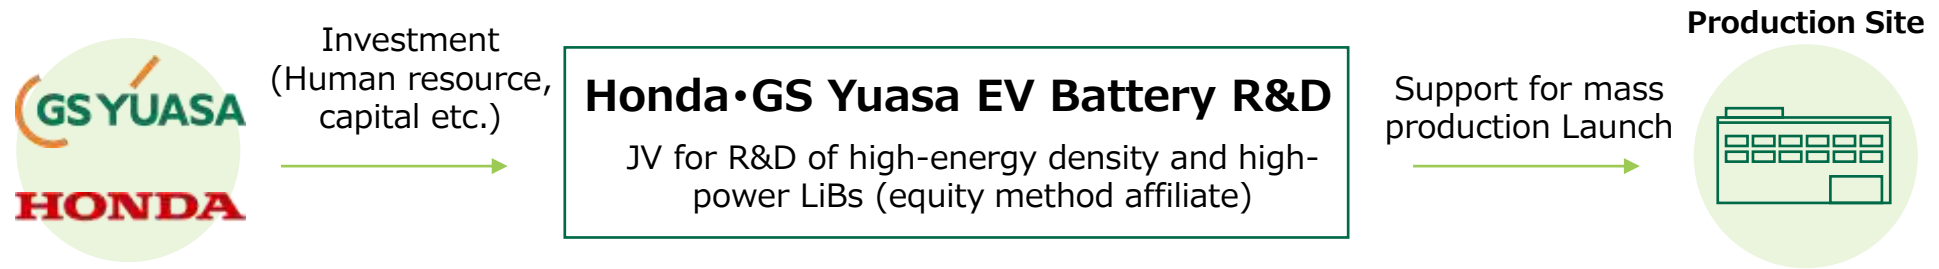 GS YUASA
HONDA
Investment
(Human resource,
capital etc.)
Honda・GS Yuasa EV Battery R&D
JV for R&D of high-energy density and high-
power LiBs (equity method affiliate)
Support for mass
production Launch
Production Site